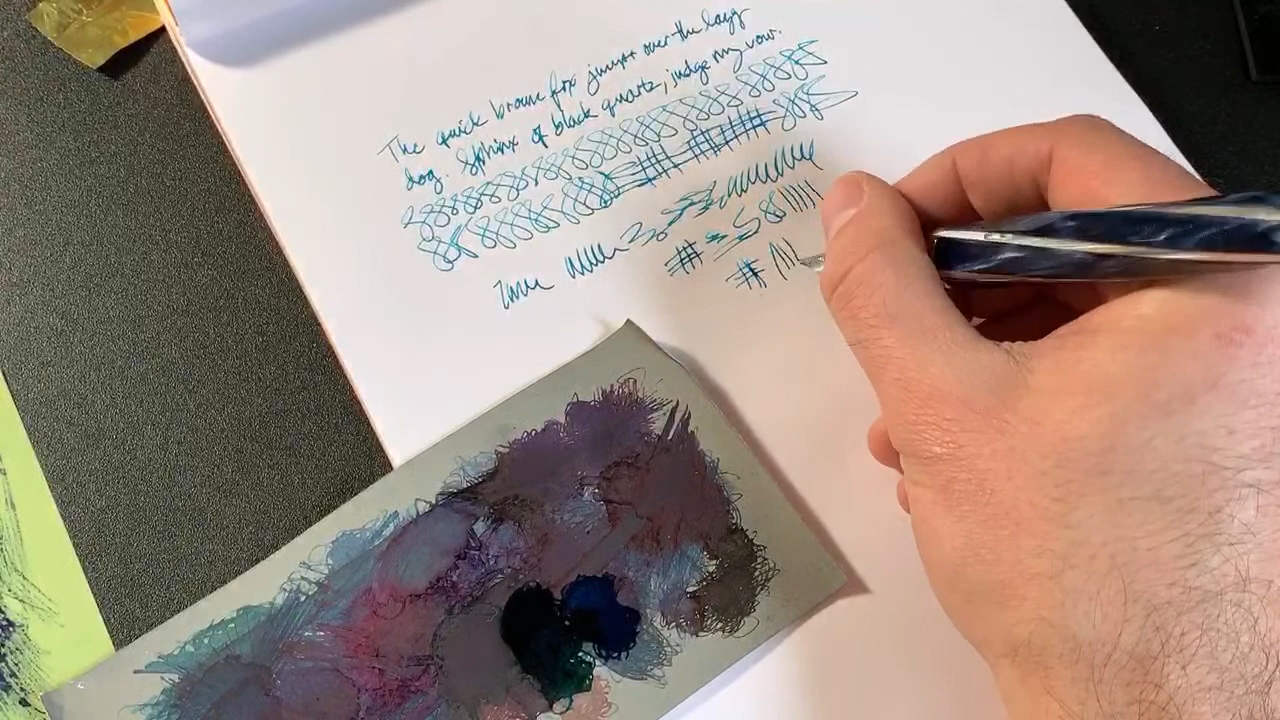 The quick brown fox jumps over the lazy
dog. Sphinx of black quartz, judge my vow.